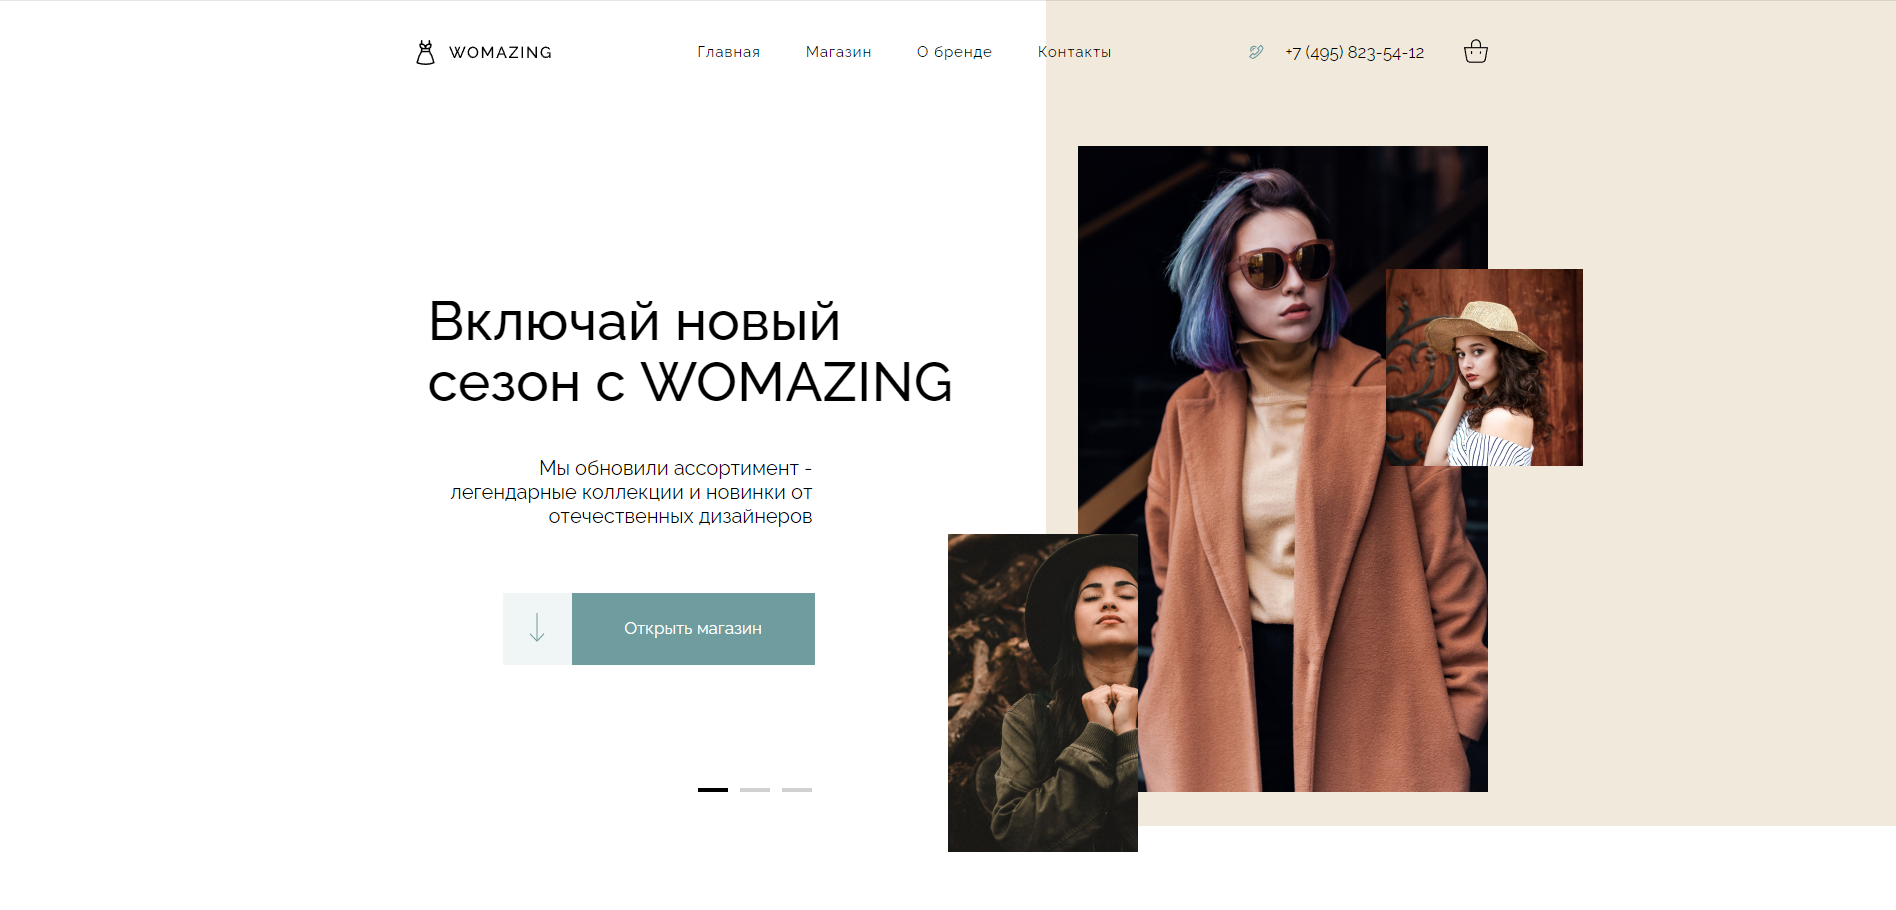 WOMAZING
Главная
Магазин
О бренде
Контакты
+7 (495) 823-54-12
Включай новый
сезон с WOMAZING
Мы обновили ассортимент -
легендарные коллекции и новинки от
отечественных дизайнеров
Открыть магазин